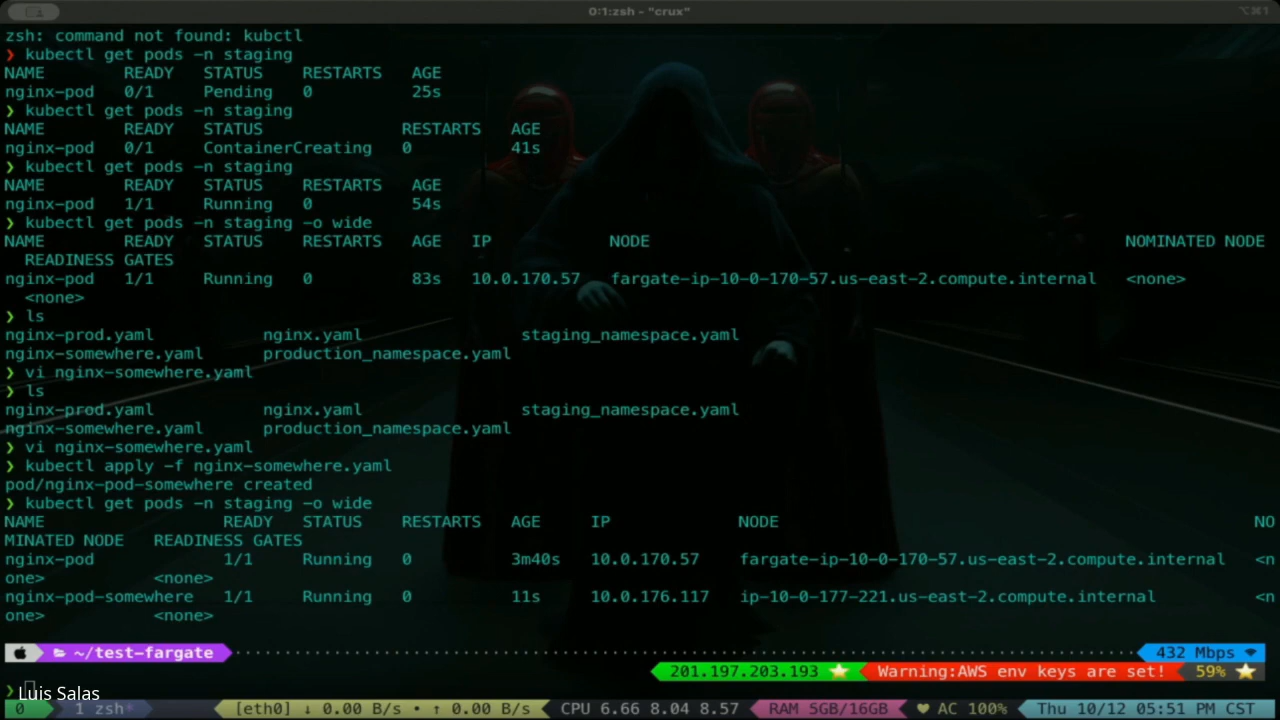 0:1:zsh - "crux"
⌥⌘1
zsh: command not found: kubctl
❯ kubectl get pods -n staging
NAME        READY   STATUS    RESTARTS   AGE
nginx-pod   0/1     Pending   0          25s
❯ kubectl get pods -n staging
NAME        READY   STATUS              RESTARTS   AGE
nginx-pod   0/1     ContainerCreating   0          41s
❯ kubectl get pods -n staging
NAME        READY   STATUS    RESTARTS   AGE
nginx-pod   1/1     Running   0          54s
❯ kubectl get pods -n staging -o wide
NAME        READY   STATUS    RESTARTS   AGE   IP            NODE                                                NOMINATED NODE
  READINESS GATES
nginx-pod   1/1     Running   0          83s   10.0.170.57   fargate-ip-10-0-170-57.us-east-2.compute.internal   <none>
  <none>
❯ ls
nginx-prod.yaml           nginx.yaml                staging_namespace.yaml
nginx-somewhere.yaml      production_namespace.yaml
❯ vi nginx-somewhere.yaml
❯ ls
nginx-prod.yaml           nginx.yaml                staging_namespace.yaml
nginx-somewhere.yaml      production_namespace.yaml
❯ vi nginx-somewhere.yaml
❯ kubectl apply -f nginx-somewhere.yaml
pod/nginx-pod-somewhere created
❯ kubectl get pods -n staging -o wide
NAME                  READY   STATUS    RESTARTS   AGE     IP             NODE                                                NO
MINATED NODE   READINESS GATES
nginx-pod             1/1     Running   0          3m40s   10.0.170.57    fargate-ip-10-0-170-57.us-east-2.compute.internal   <n
one>           <none>
nginx-pod-somewhere   1/1     Running   0          11s     10.0.176.117   ip-10-0-177-221.us-east-2.compute.internal          <n
one>           <none>
~/test-fargate 432 Mbps
201.197.203.193 Warning:AWS env keys are set! 59%
❯
Luis Salas
0 1 zsh* [eth0] ↓ 0.00 B/s • ↑ 0.00 B/s CPU 6.66 8.04 8.57 RAM 5GB/16GB ♥ AC 100% Thu 10/12 05:51 PM CST